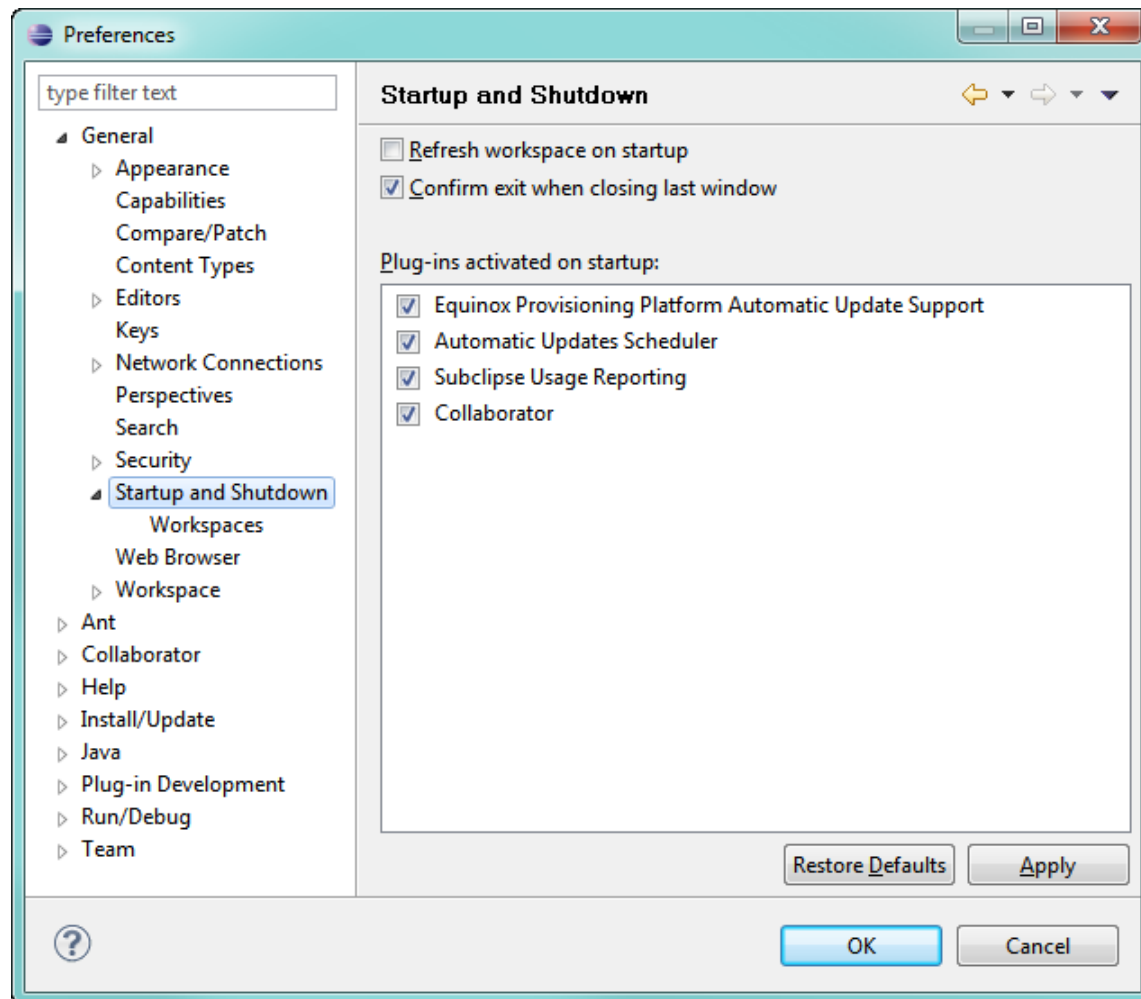 Preferences
type filter text
General
Appearance
Capabilities
Compare/Patch
Content Types
Editors
Keys
Network Connections
Perspectives
Search
Security
Startup and Shutdown
Workspaces
Web Browser
Workspace
Ant
Collaborator
Help
Install/Update
Java
Plug-in Development
Run/Debug
Team
Startup and Shutdown
Refresh workspace on startup
Confirm exit when closing last window
Plug-ins activated on startup:
Equinox Provisioning Platform Automatic Update Support
Automatic Updates Scheduler
Subclipse Usage Reporting
Collaborator
Restore Defaults Apply
? OK Cancel